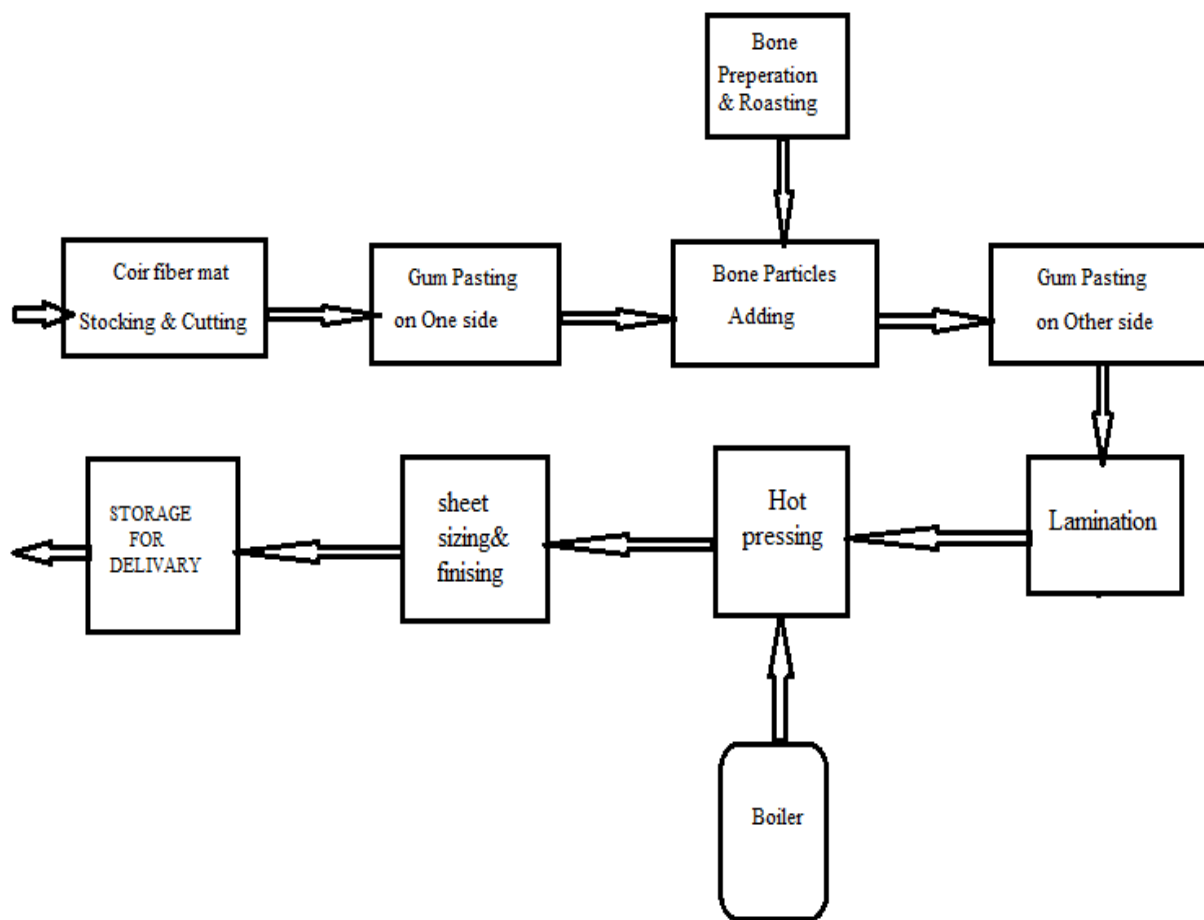 Bone
Preperation
& Roasting
Coir fiber mat
Stocking & Cutting
Gum Pasting
on One side
Bone Particles
Adding
Gum Pasting
on Other side
Lamination
Hot
pressing
sheet
sizing&
finising
STORAGE
FOR
DELIVARY
Boiler